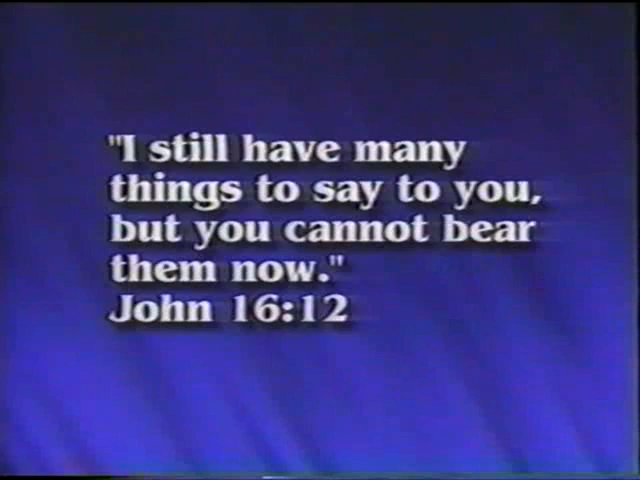 "I still have many
things to say to you,
but you cannot bear
them now."
John 16:12